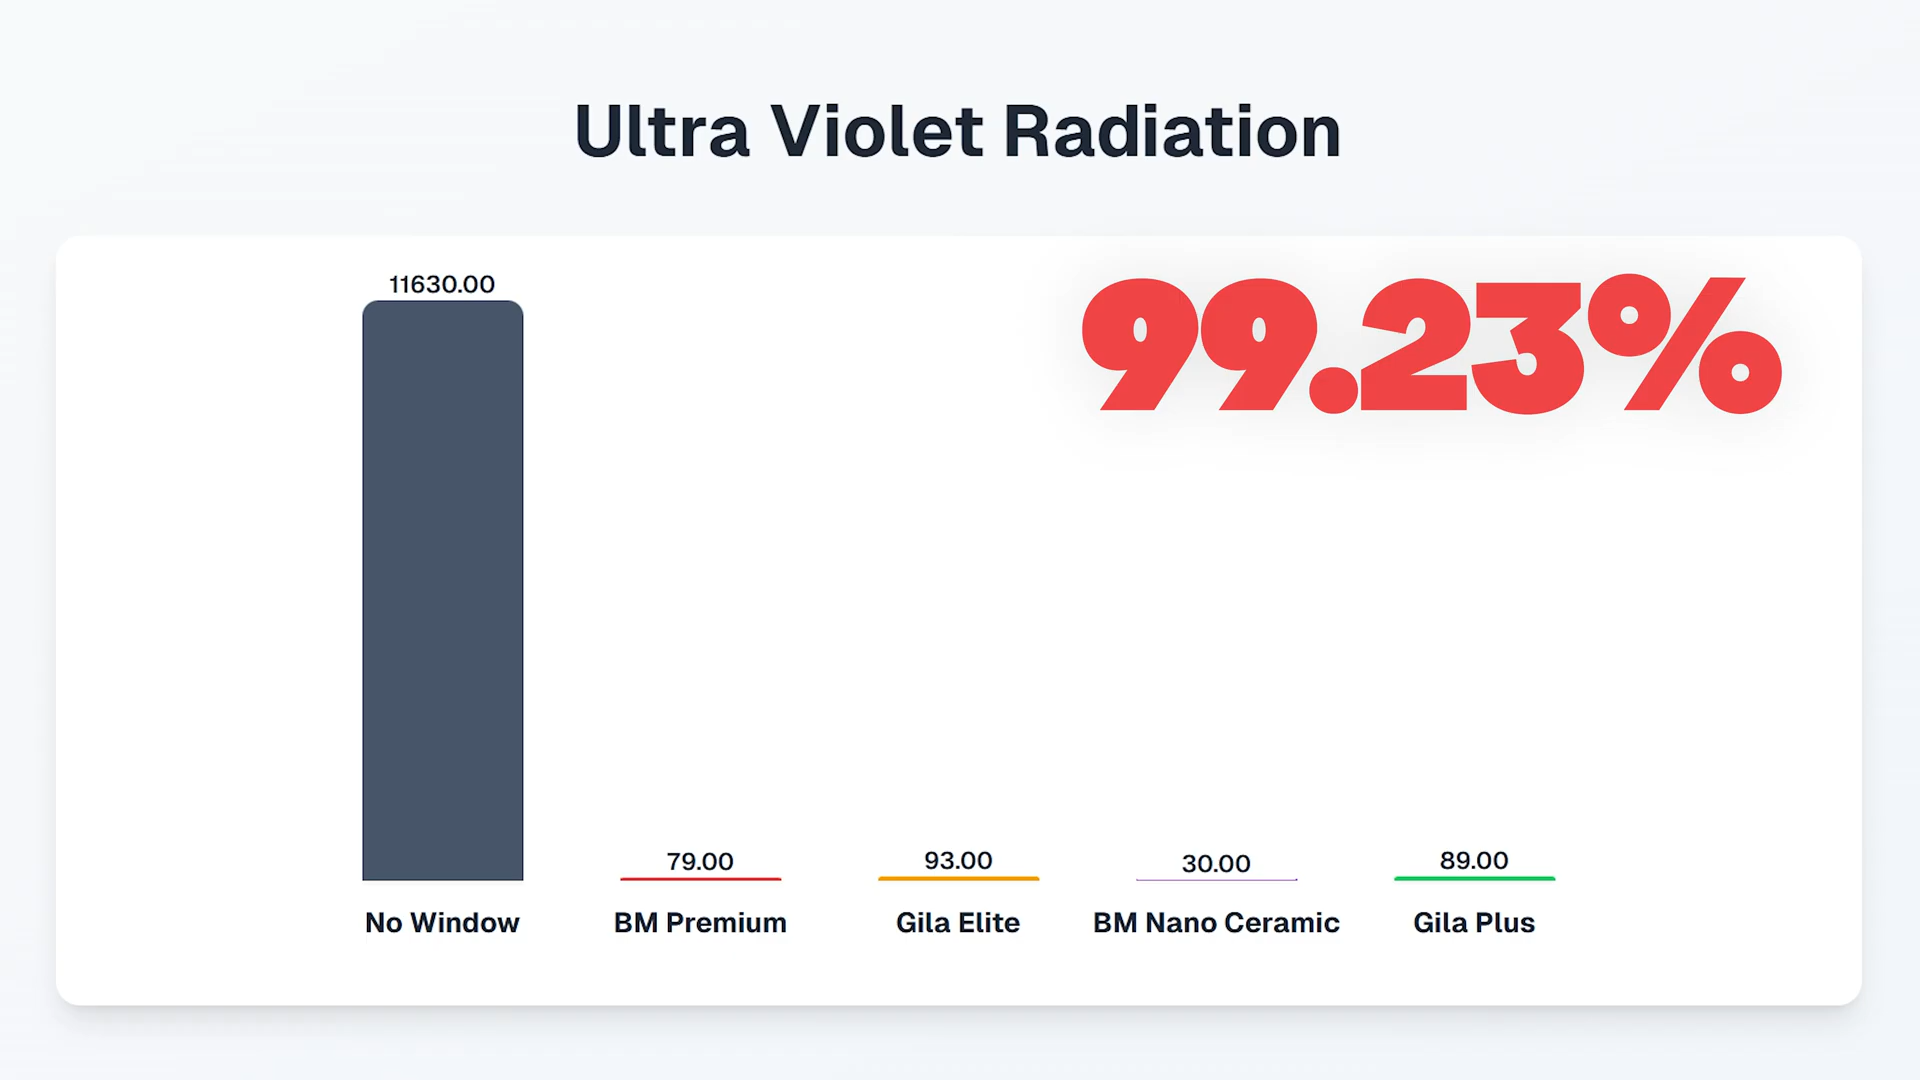 Ultra Violet Radiation
99.23%
11630.00
79.00
93.00
30.00
89.00
No Window
BM Premium
Gila Elite
BM Nano Ceramic
Gila Plus